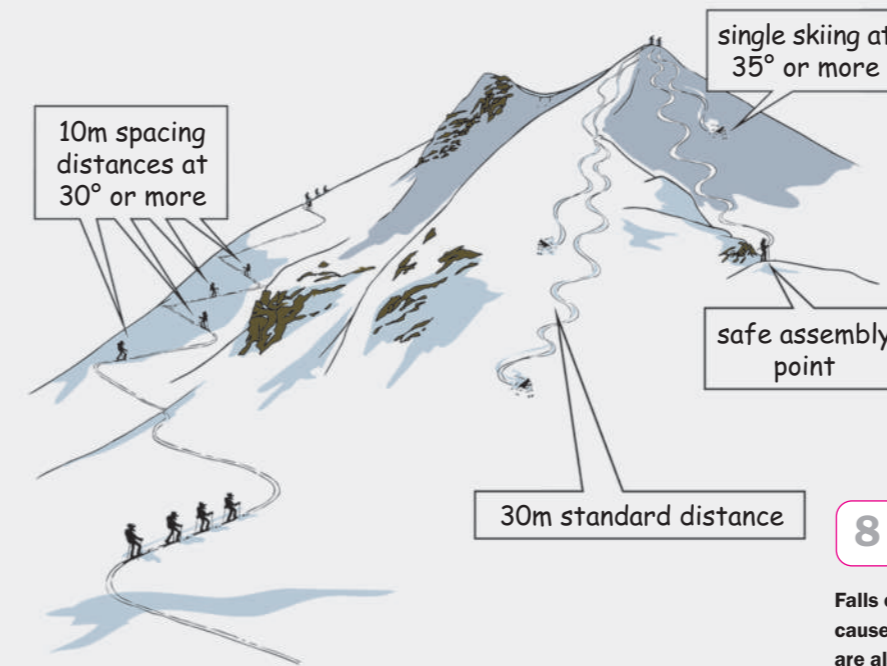 single skiing at
35° or more
10m spacing
distances at
30° or more
safe assembly
point
30m standard distance
8
Falls
cause
are